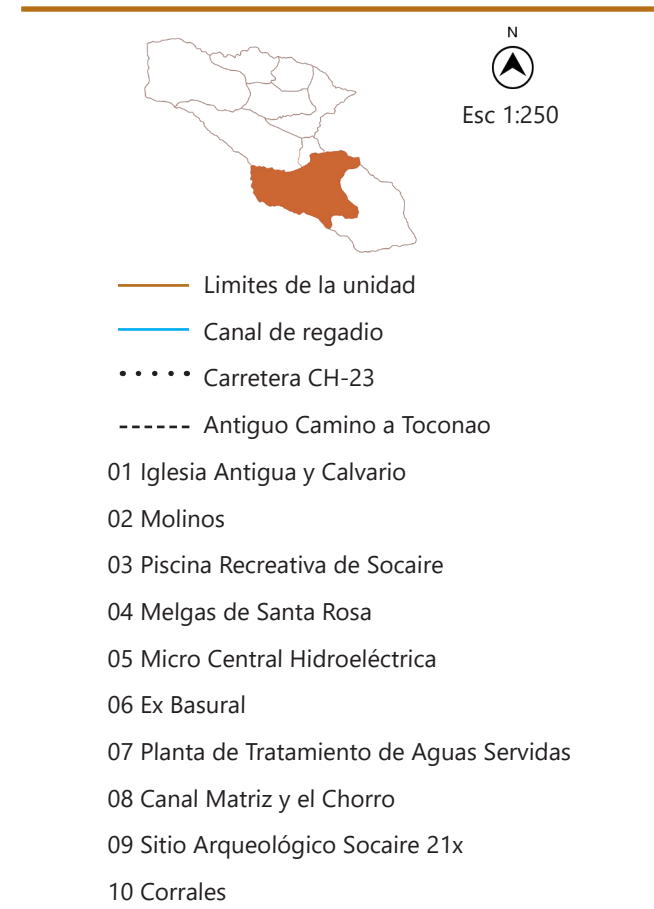 N
Esc 1:250
Limites de la unidad
Canal de regadio
Carretera CH-23
Antiguo Camino a Toconao
01 Iglesia Antigua y Calvario
02 Molinos
03 Piscina Recreativa de Socaire
04 Melgas de Santa Rosa
05 Micro Central Hidroeléctrica
06 Ex Basural
07 Planta de Tratamiento de Aguas Servidas
08 Canal Matriz y el Chorro
09 Sitio Arqueológico Socaire 21x
10 Corrales